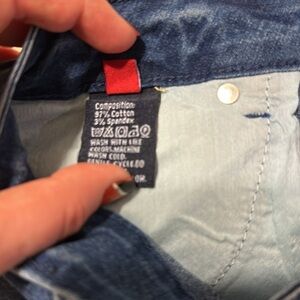 Composition:
97% Cotton
3% Spandex
WASH WITH LIKE
COLORS.MACHINE
WASH COLD.
GENTLE CYCLE.DO